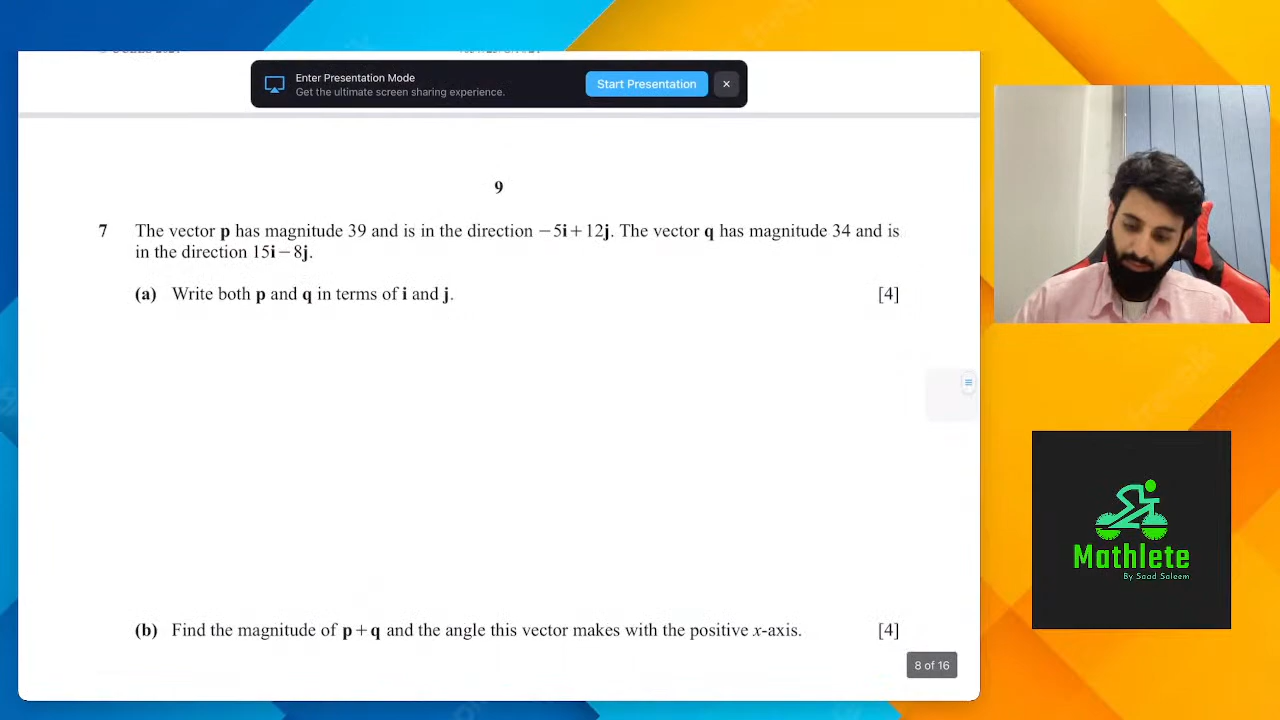 Enter Presentation Mode
Get the ultimate screen sharing experience.
Start Presentation
×
9
7 The vector p has magnitude 39 and is in the direction −5i+12j. The vector q has magnitude 34 and is
in the direction 15i−8j.
(a) Write both p and q in terms of i and j. [4]
(b) Find the magnitude of p+q and the angle this vector makes with the positive x-axis. [4]
8 of 16
Mathlete
By Saad Saleem